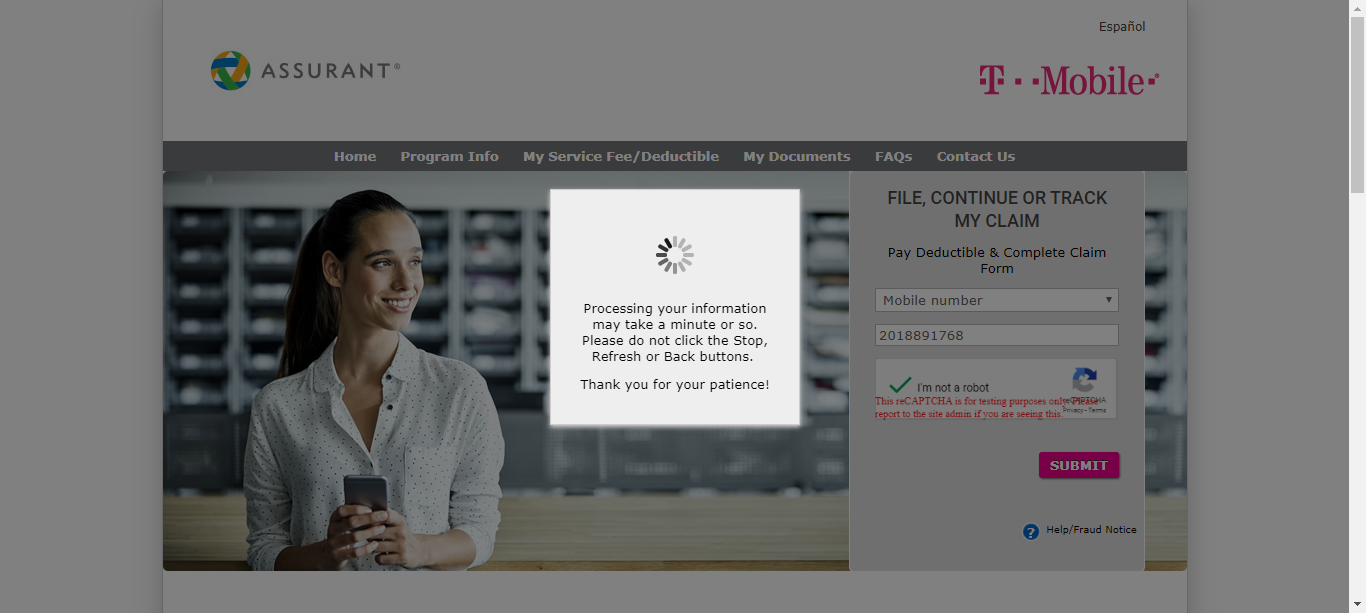 Español
ASSURANT®
T··Mobile·®
Home Program Info My Service Fee/Deductible My Documents FAQs Contact Us
FILE, CONTINUE OR TRACK
MY CLAIM
Pay Deductible & Complete Claim
Form
Mobile number
2018891768
I'm not a robot
reCAPTCHA
This reCAPTCHA is for testing purposes only. Please
report to the site admin if you are seeing this.
Privacy - Terms
SUBMIT
? Help/Fraud Notice
Processing your information
may take a minute or so.
Please do not click the Stop,
Refresh or Back buttons.
Thank you for your patience!